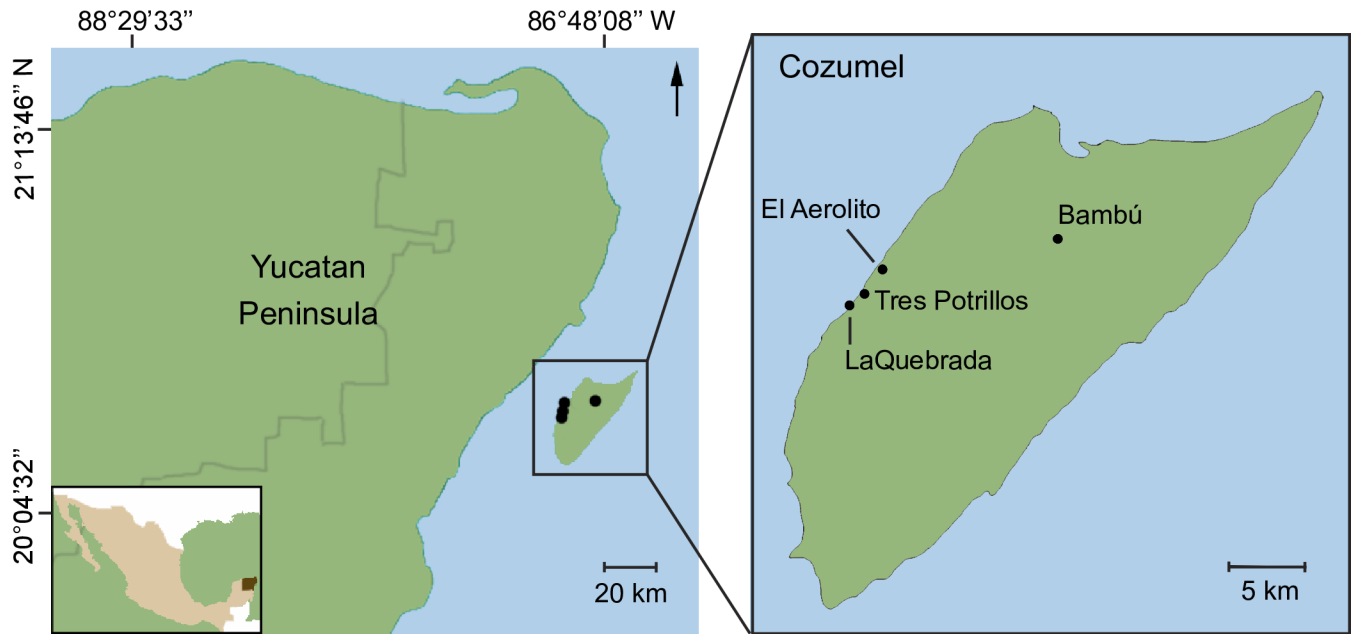 88°29’33”
86°48’08” W
21°13’46” N
20°04’32”
Yucatan
Peninsula
20 km
Cozumel
El Aerolito
Bambú
Tres Potrillos
LaQuebrada
5 km